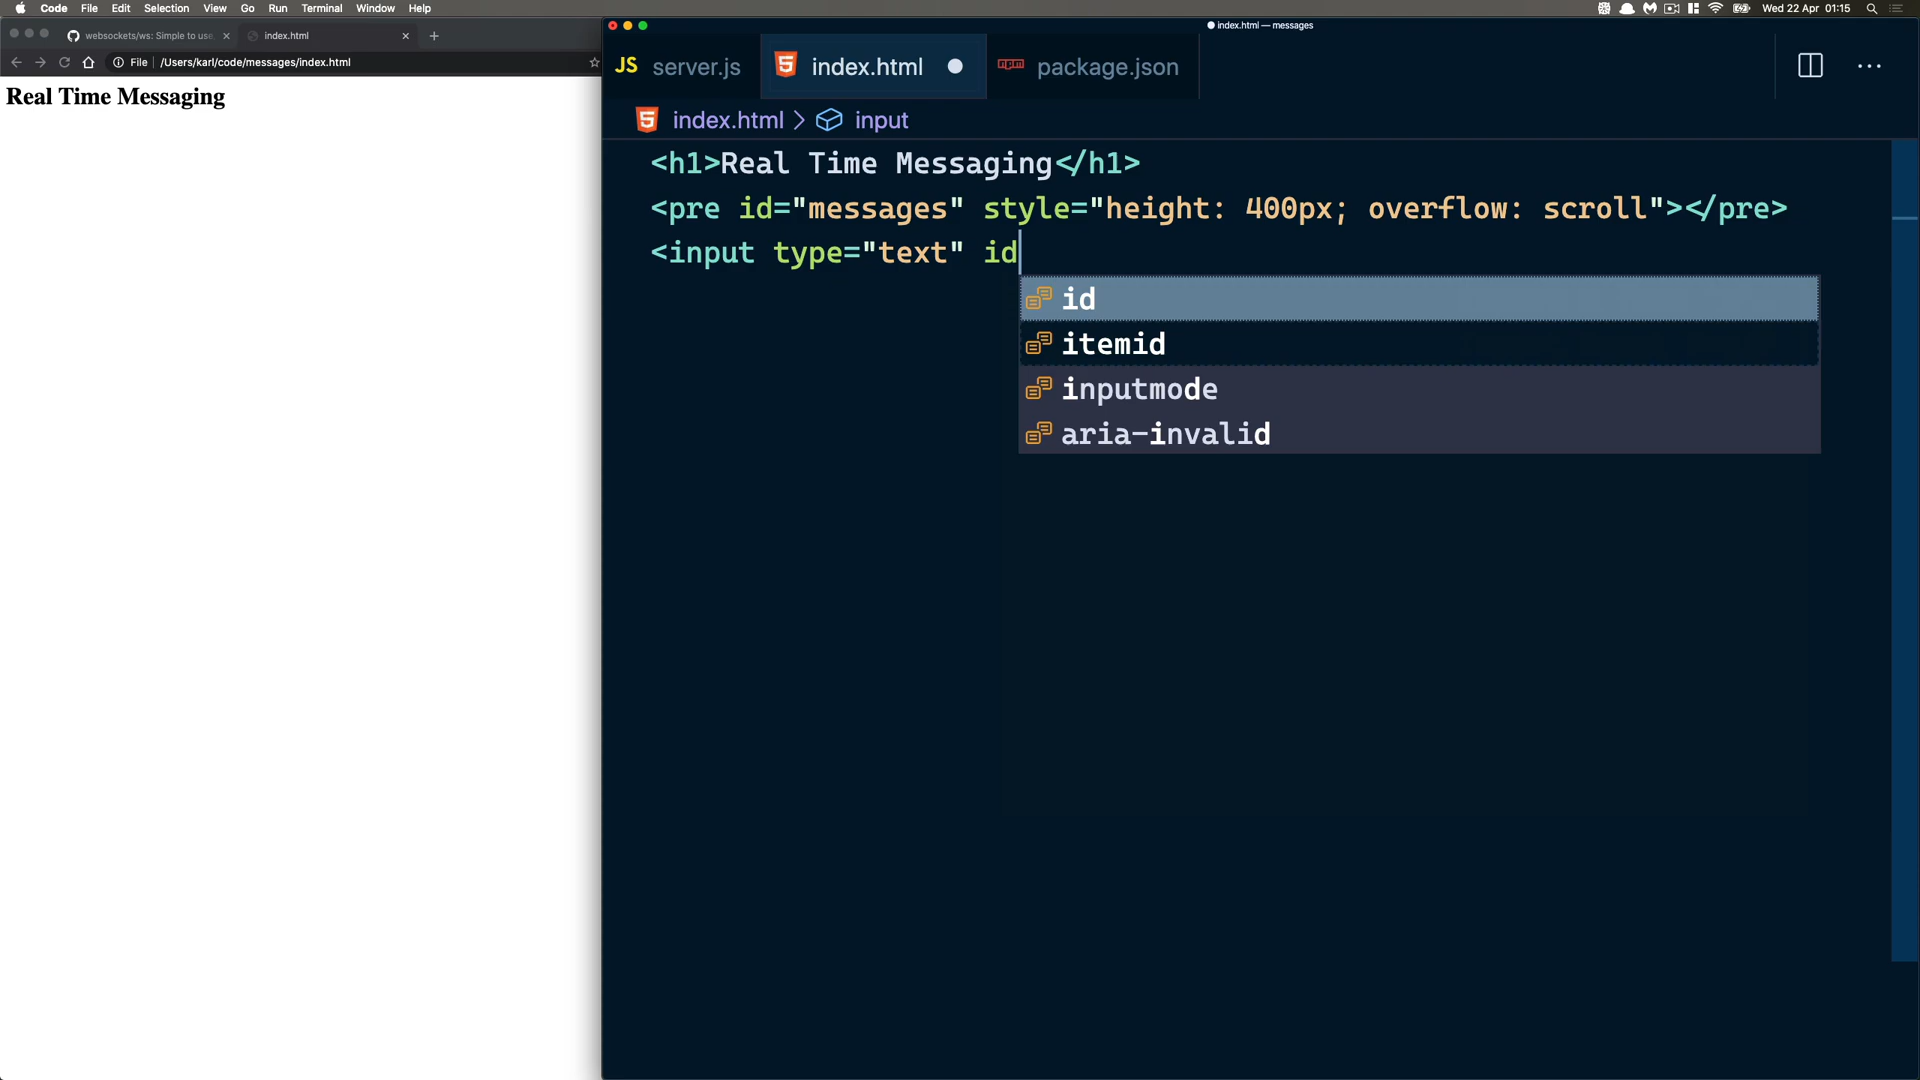 Code File Edit Selection View Go Run Terminal Window Help Wed 22 Apr 01:15
websockets/ws: Simple to use, index.html
File /Users/karl/code/messages/index.html
Real Time Messaging
index.html — messages
JS server.js index.html npm package.json
index.html > input
<h1>Real Time Messaging</h1>
<pre id="messages" style="height: 400px; overflow: scroll"></pre>
<input type="text" id
id
itemid
inputmode
aria-invalid